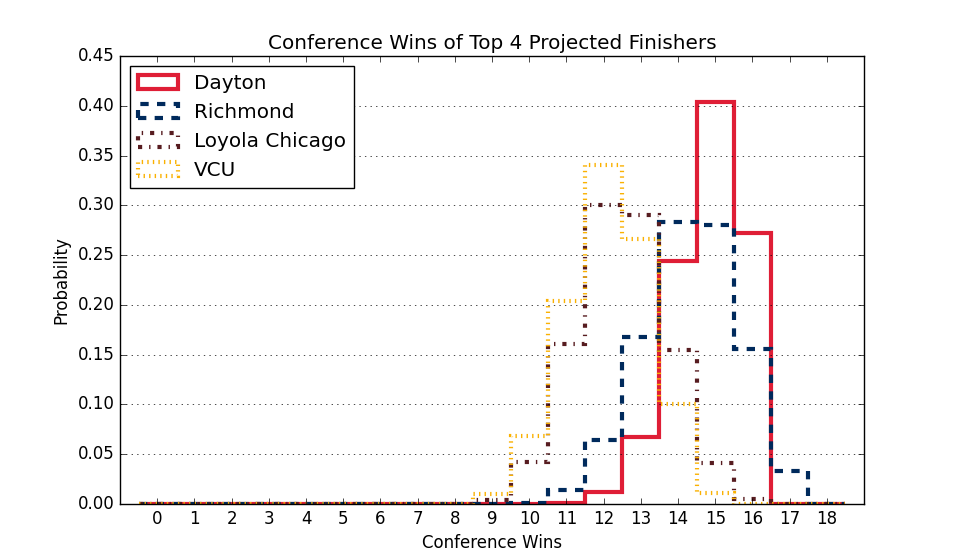 Conference Wins of Top 4 Projected Finishers
0.45
0.40
0.35
0.30
0.25
0.20
0.15
0.10
0.05
0.00
Probability
Dayton
Richmond
Loyola Chicago
VCU
0 1 2 3 4 5 6 7 8 9 10 11 12 13 14 15 16 17 18
Conference Wins